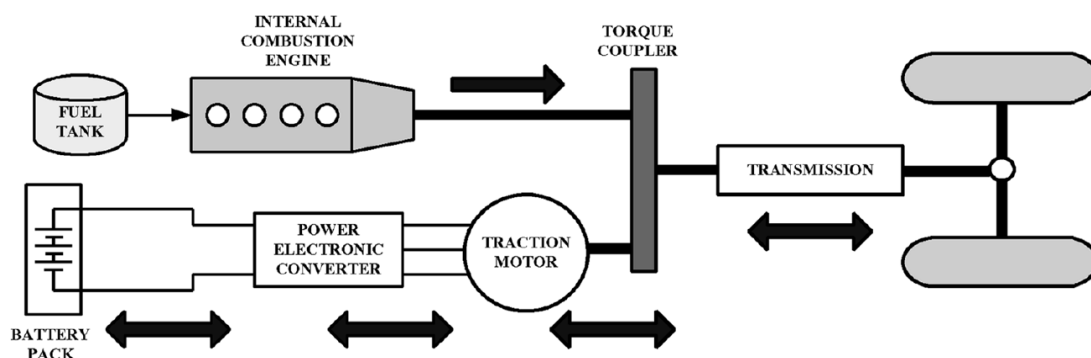 INTERNAL
COMBUSTION
ENGINE
TORQUE
COUPLER
FUEL
TANK
TRANSMISSION
POWER
ELECTRONIC
CONVERTER
TRACTION
MOTOR
BATTERY
PACK